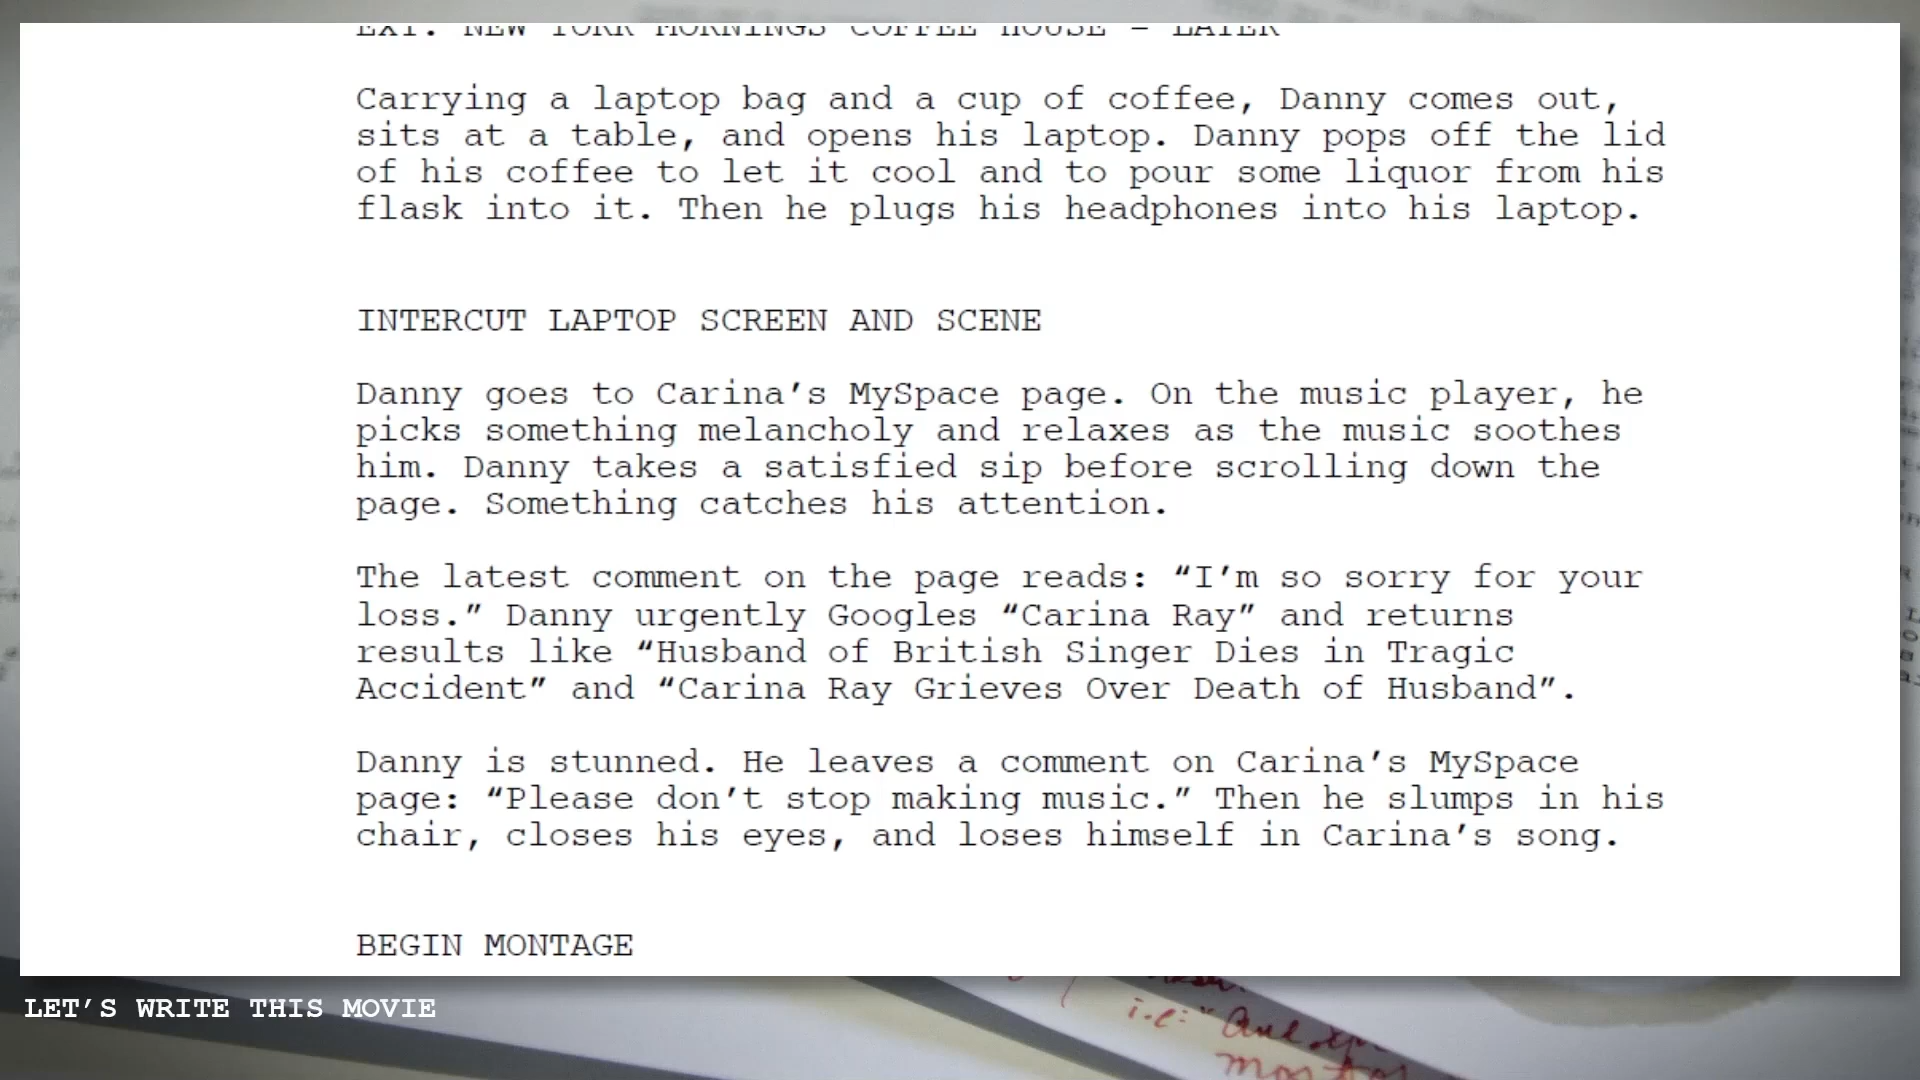 EXT. NEW YORK MORNINGS COFFEE HOUSE – LATER
Carrying a laptop bag and a cup of coffee, Danny comes out,
sits at a table, and opens his laptop. Danny pops off the lid
of his coffee to let it cool and to pour some liquor from his
flask into it. Then he plugs his headphones into his laptop.
INTERCUT LAPTOP SCREEN AND SCENE
Danny goes to Carina’s MySpace page. On the music player, he
picks something melancholy and relaxes as the music soothes
him. Danny takes a satisfied sip before scrolling down the
page. Something catches his attention.
The latest comment on the page reads: “I’m so sorry for your
loss.” Danny urgently Googles “Carina Ray” and returns
results like “Husband of British Singer Dies in Tragic
Accident” and “Carina Ray Grieves Over Death of Husband”.
Danny is stunned. He leaves a comment on Carina’s MySpace
page: “Please don’t stop making music.” Then he slumps in his
chair, closes his eyes, and loses himself in Carina’s song.
BEGIN MONTAGE
LET’S WRITE THIS MOVIE
i.e: